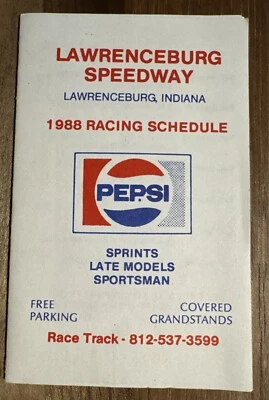 LAWRENCEBURG
SPEEDWAY
LAWRENCEBURG, INDIANA
1988 RACING SCHEDULE
PEPSI
SPRINTS
LATE MODELS
SPORTSMAN
FREE
PARKING
COVERED
GRANDSTANDS
Race Track - 812-537-3599